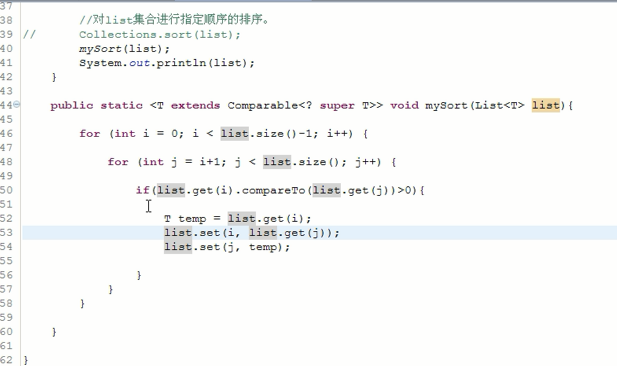 37
38 //对list集合进行指定顺序的排序。
39 // Collections.sort(list);
40 mySort(list);
41 System.out.println(list);
42 }
43
44 public static <T extends Comparable<? super T>> void mySort(List<T> list){
45
46 for (int i = 0; i < list.size()-1; i++) {
47
48 for (int j = i+1; j < list.size(); j++) {
49
50 if(list.get(i).compareTo(list.get(j))>0){
51
52 T temp = list.get(i);
53 list.set(i, list.get(j));
54 list.set(j, temp);
55
56 }
57 }
58 }
59
60 }
61
62 }